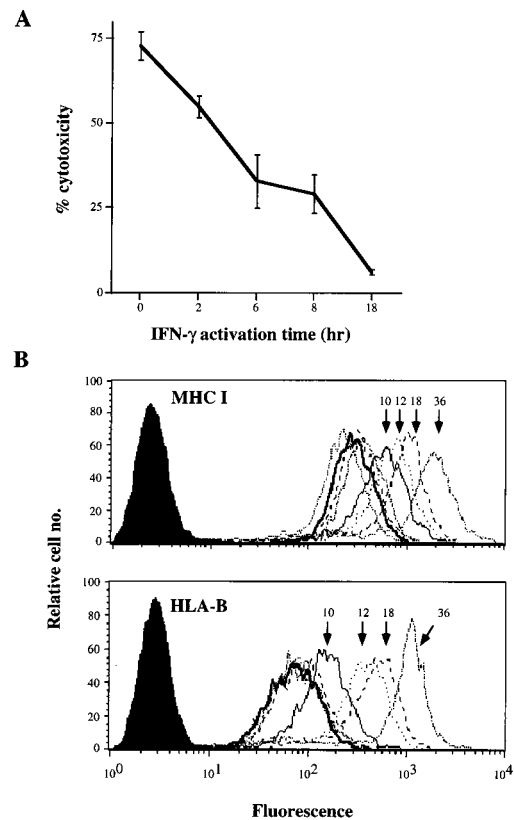 A
75
50
25
0
% cytotoxicity
0 2 6 8 18
IFN-γ activation time (hr)
B
100
80
60
40
20
0
MHC I
10 12 18 36
Relative cell no.
100
80
60
40
20
0
HLA-B
10 12 18 36
10⁰ 10¹ 10² 10³ 10⁴
Fluorescence